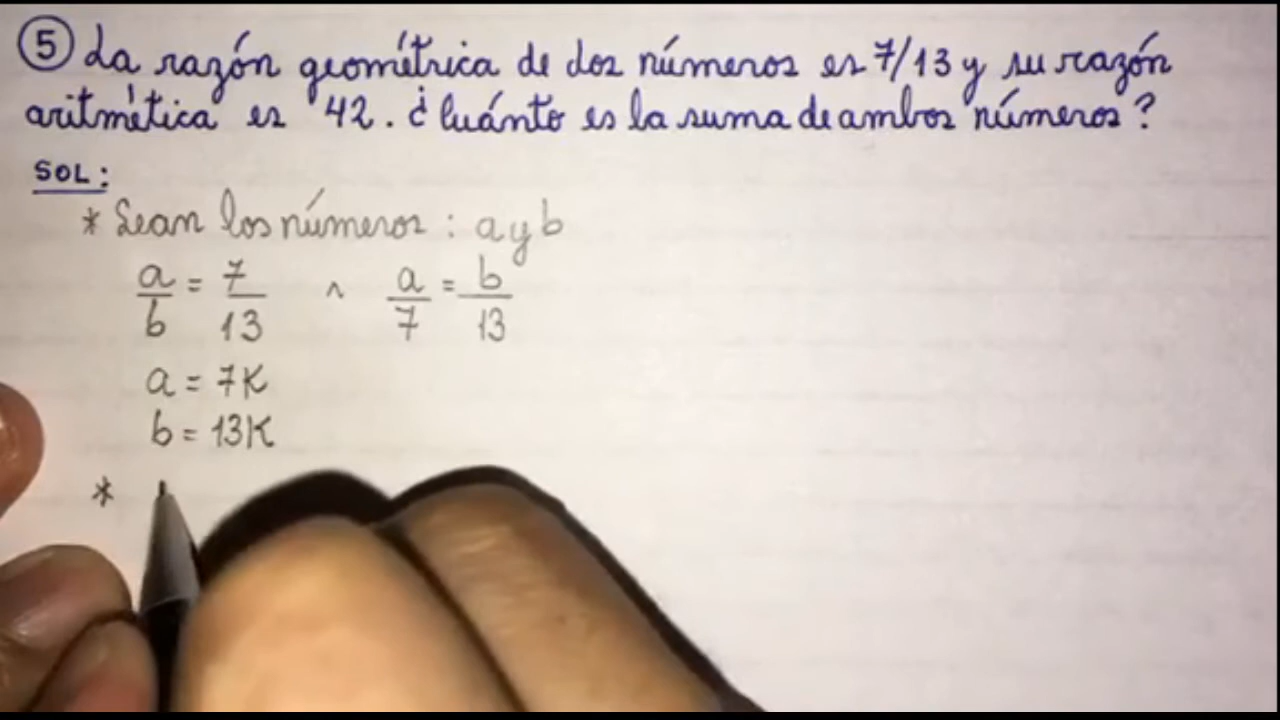 5 La razón geométrica de dos números es 7/13 y su razón
aritmética es 42. ¿Cuánto es la suma de ambos números?
SOL:
* Sean los números: a y b
a/b = 7/13 ^ a/7 = b/13
a = 7K
b = 13K
*